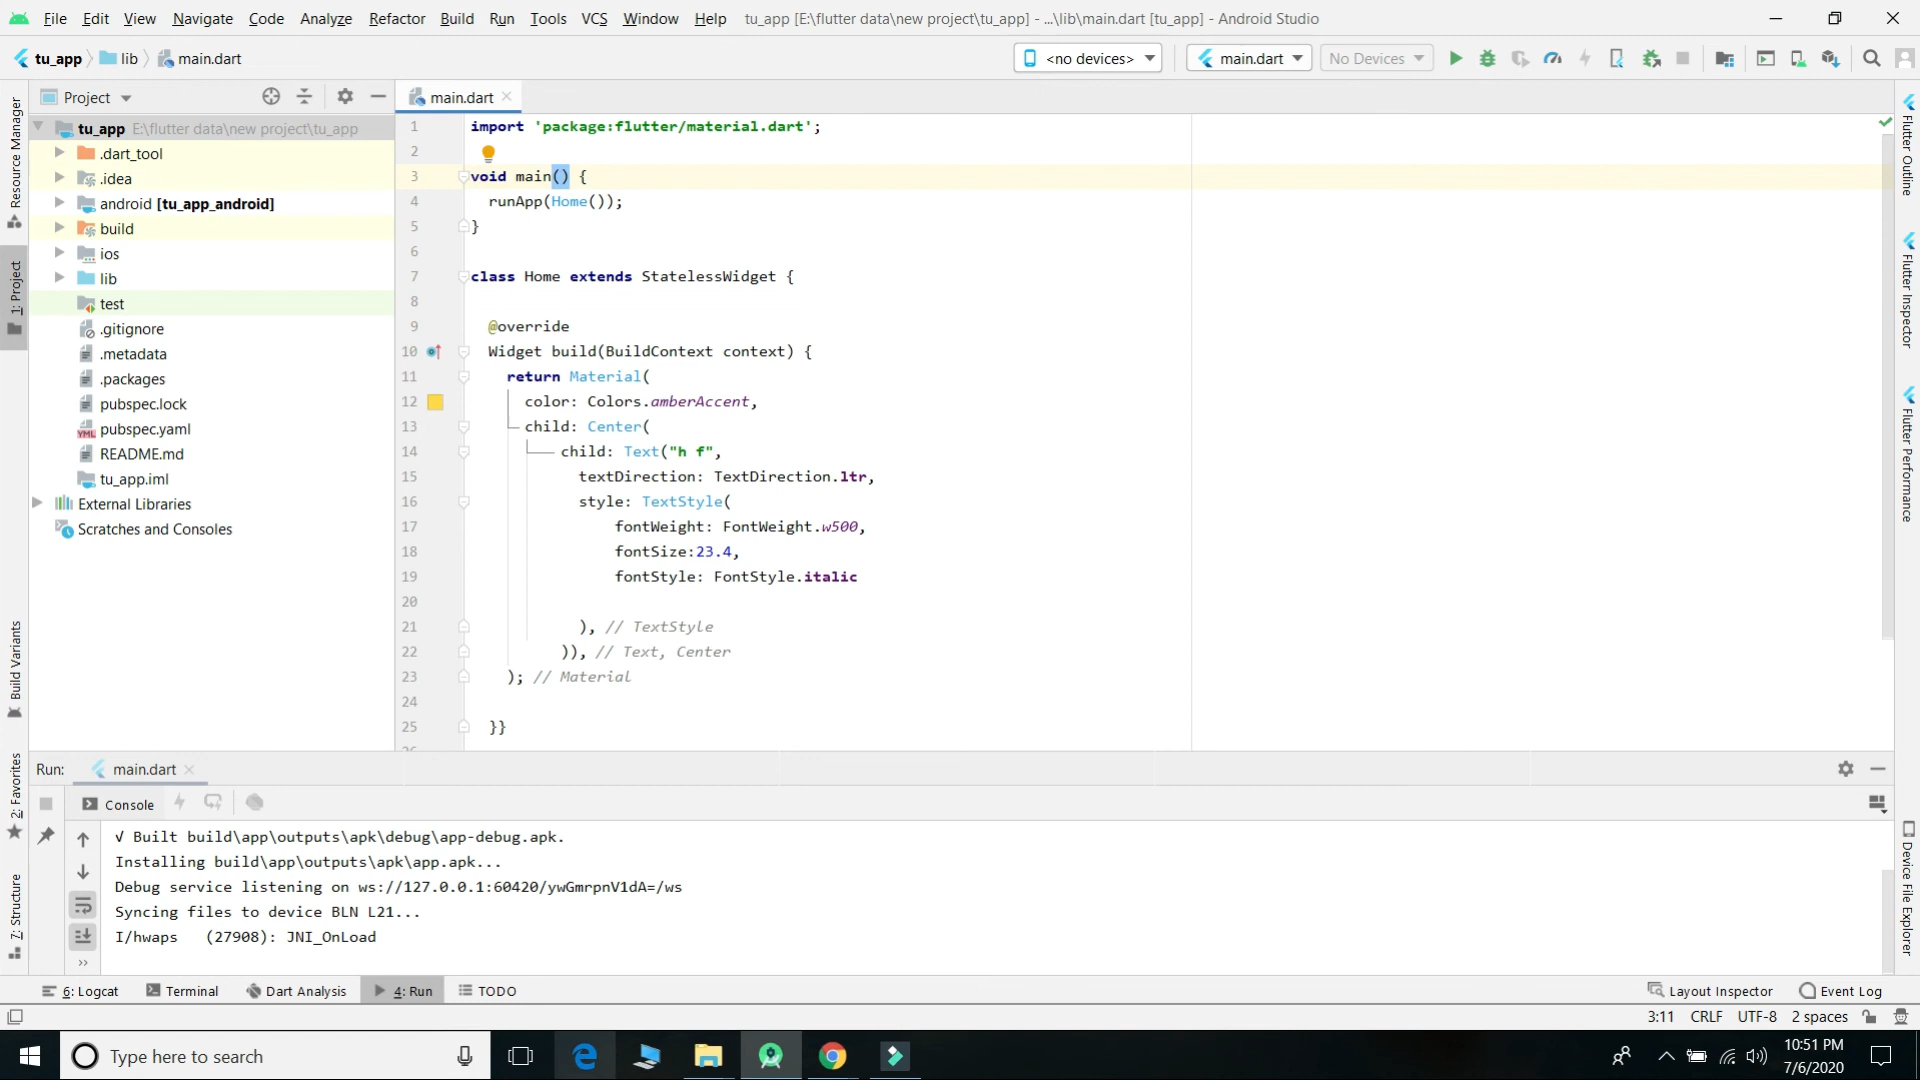 File Edit View Navigate Code Analyze Refactor Build Run Tools VCS Window Help tu_app [E:\flutter data\new project\tu_app] - ...\lib\main.dart [tu_app] - Android Studio
tu_app lib main.dart <no devices> main.dart No Devices
Project main.dart
tu_app E:\flutter data\new project\tu_app
.dart_tool
.idea
android [tu_app_android]
build
ios
lib
test
.gitignore
.metadata
.packages
pubspec.lock
pubspec.yaml
README.md
tu_app.iml
External Libraries
Scratches and Consoles
Resource Manager
1: Project
Build Variants
2: Favorites
7: Structure
1 import 'package:flutter/material.dart';
2
3 void main() {
4 runApp(Home());
5 }
6
7 class Home extends StatelessWidget {
8
9 @override
10 Widget build(BuildContext context) {
11 return Material(
12 color: Colors.amberAccent,
13 child: Center(
14 child: Text("h f",
15 textDirection: TextDirection.ltr,
16 style: TextStyle(
17 fontWeight: FontWeight.w500,
18 fontSize:23.4,
19 fontStyle: FontStyle.italic
20
21 ), // TextStyle
22 )), // Text, Center
23 ); // Material
24
25 }}
Flutter Outline
Flutter Inspector
Flutter Performance
Device File Explorer
Run: main.dart
Console
√ Built build\app\outputs\apk\debug\app-debug.apk.
Installing build\app\outputs\apk\app.apk...
Debug service listening on ws://127.0.0.1:60420/ywGmrpnV1dA=/ws
Syncing files to device BLN L21...
I/hwaps (27908): JNI_OnLoad
6: Logcat Terminal Dart Analysis 4: Run TODO Layout Inspector Event Log
3:11 CRLF UTF-8 2 spaces
Type here to search
10:51 PM
7/6/2020